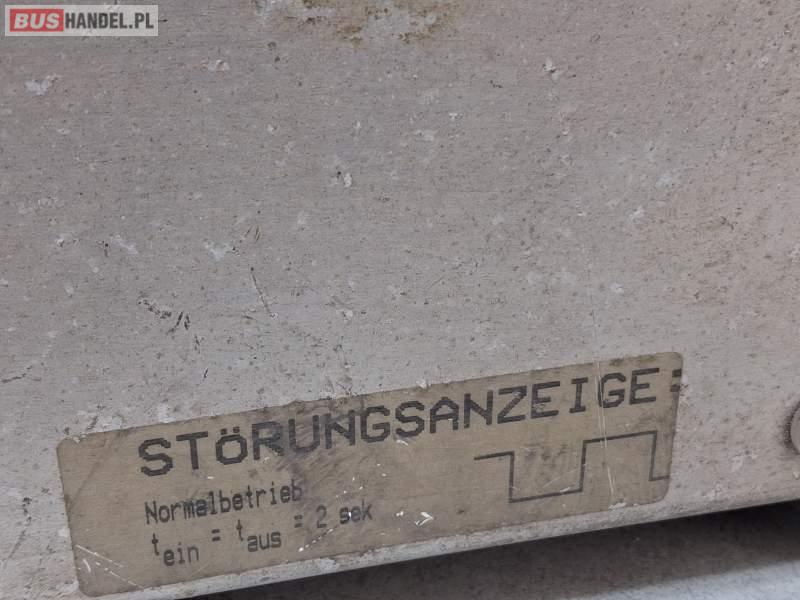 BUSHANDEL.PL
STÖRUNGSANZEIGE:
Normalbetrieb
tein = taus = 2 sek